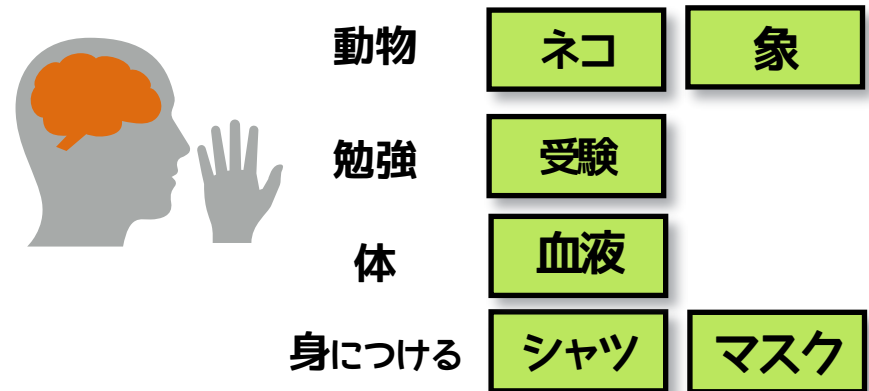 動物 ネコ 象
勉強 受験
体 血液
身につける シャツ マスク